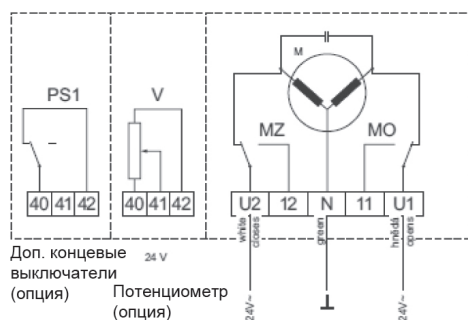 M
PS1
V
MZ
MO
40 41 42
40 41 42
U2 12 N 11 U1
white
closes
green
hnědá
opens
Доп. концевые
выключатели
(опция)
24 V
Потенциометр
(опция)
24V~
24V~